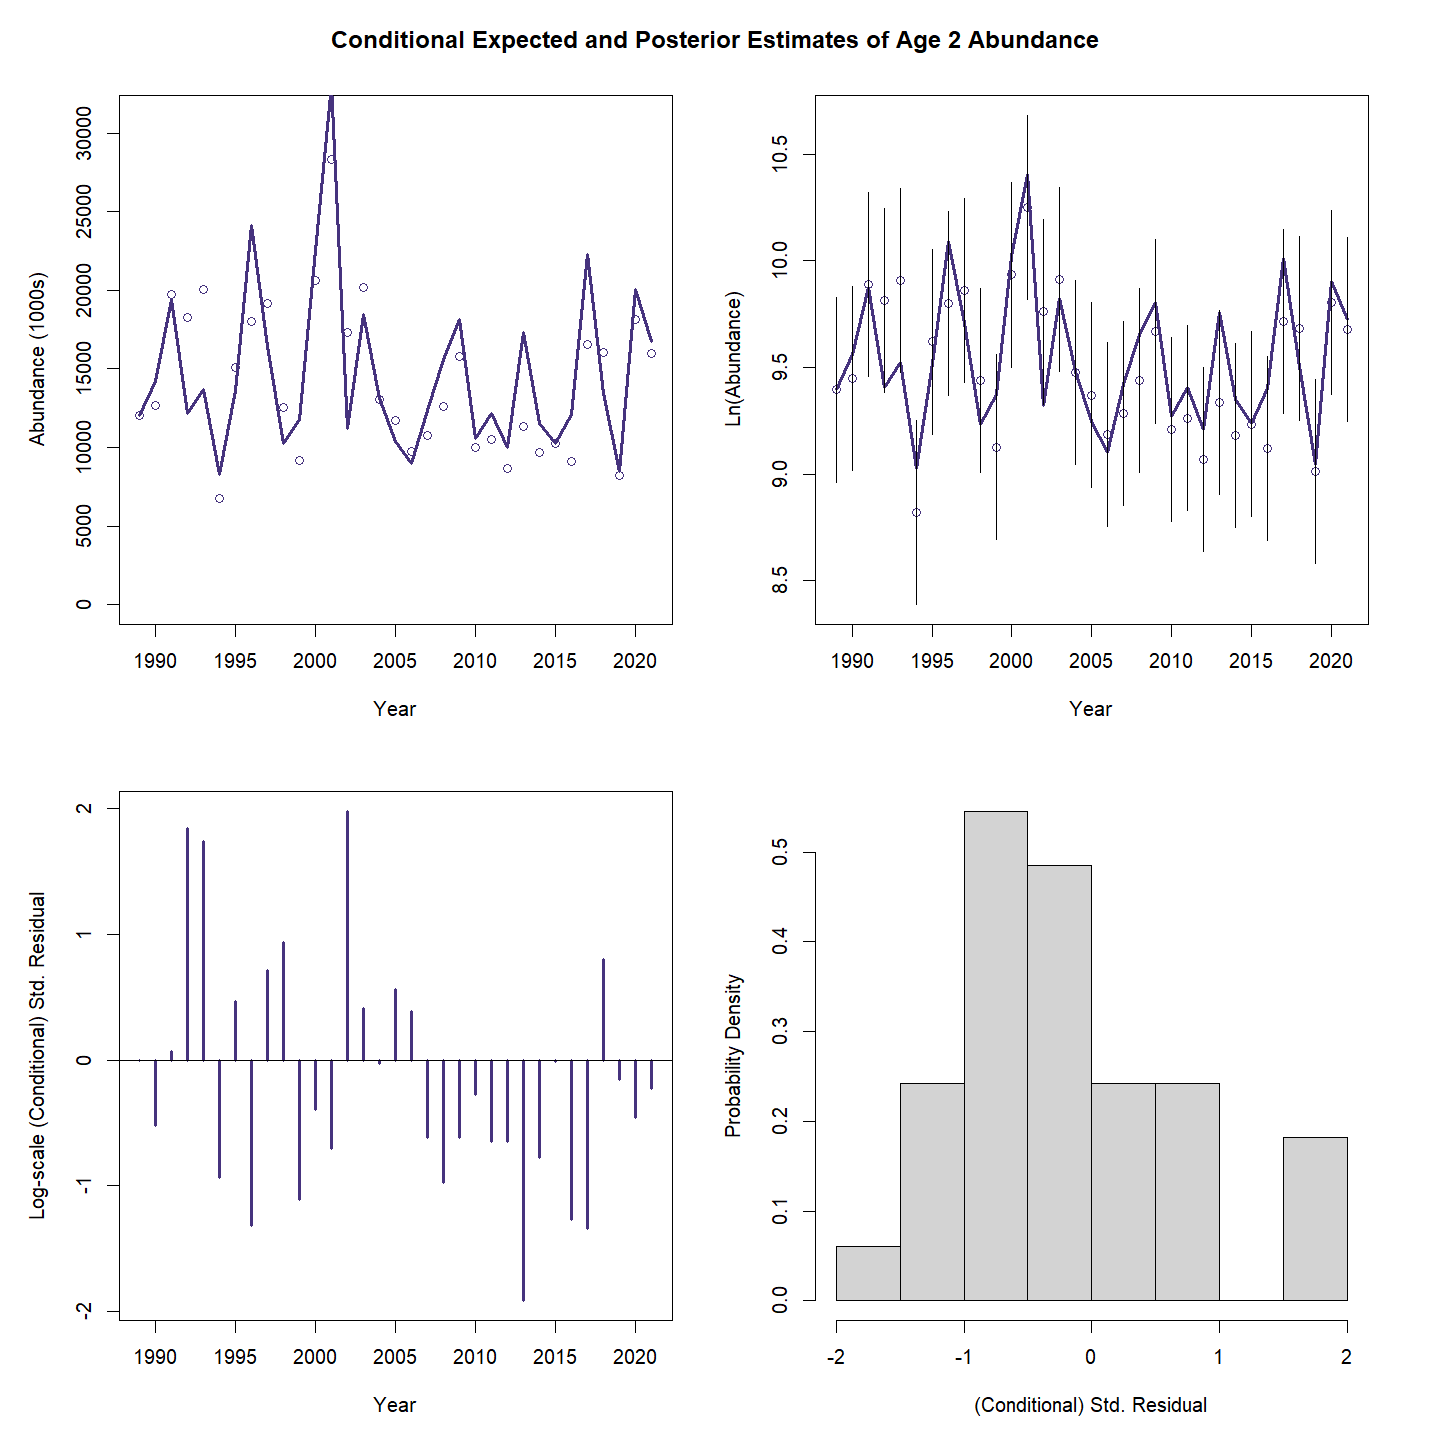 Conditional Expected and Posterior Estimates of Age 2 Abundance
Abundance (1000s)
30000
25000
20000
15000
10000
5000
0
1990 1995 2000 2005 2010 2015 2020
Year
Ln(Abundance)
10.5
10.0
9.5
9.0
8.5
1990 1995 2000 2005 2010 2015 2020
Year
Log-scale (Conditional) Std. Residual
2
1
0
-1
-2
1990 1995 2000 2005 2010 2015 2020
Year
Probability Density
0.5
0.4
0.3
0.2
0.1
0.0
-2 -1 0 1 2
(Conditional) Std. Residual